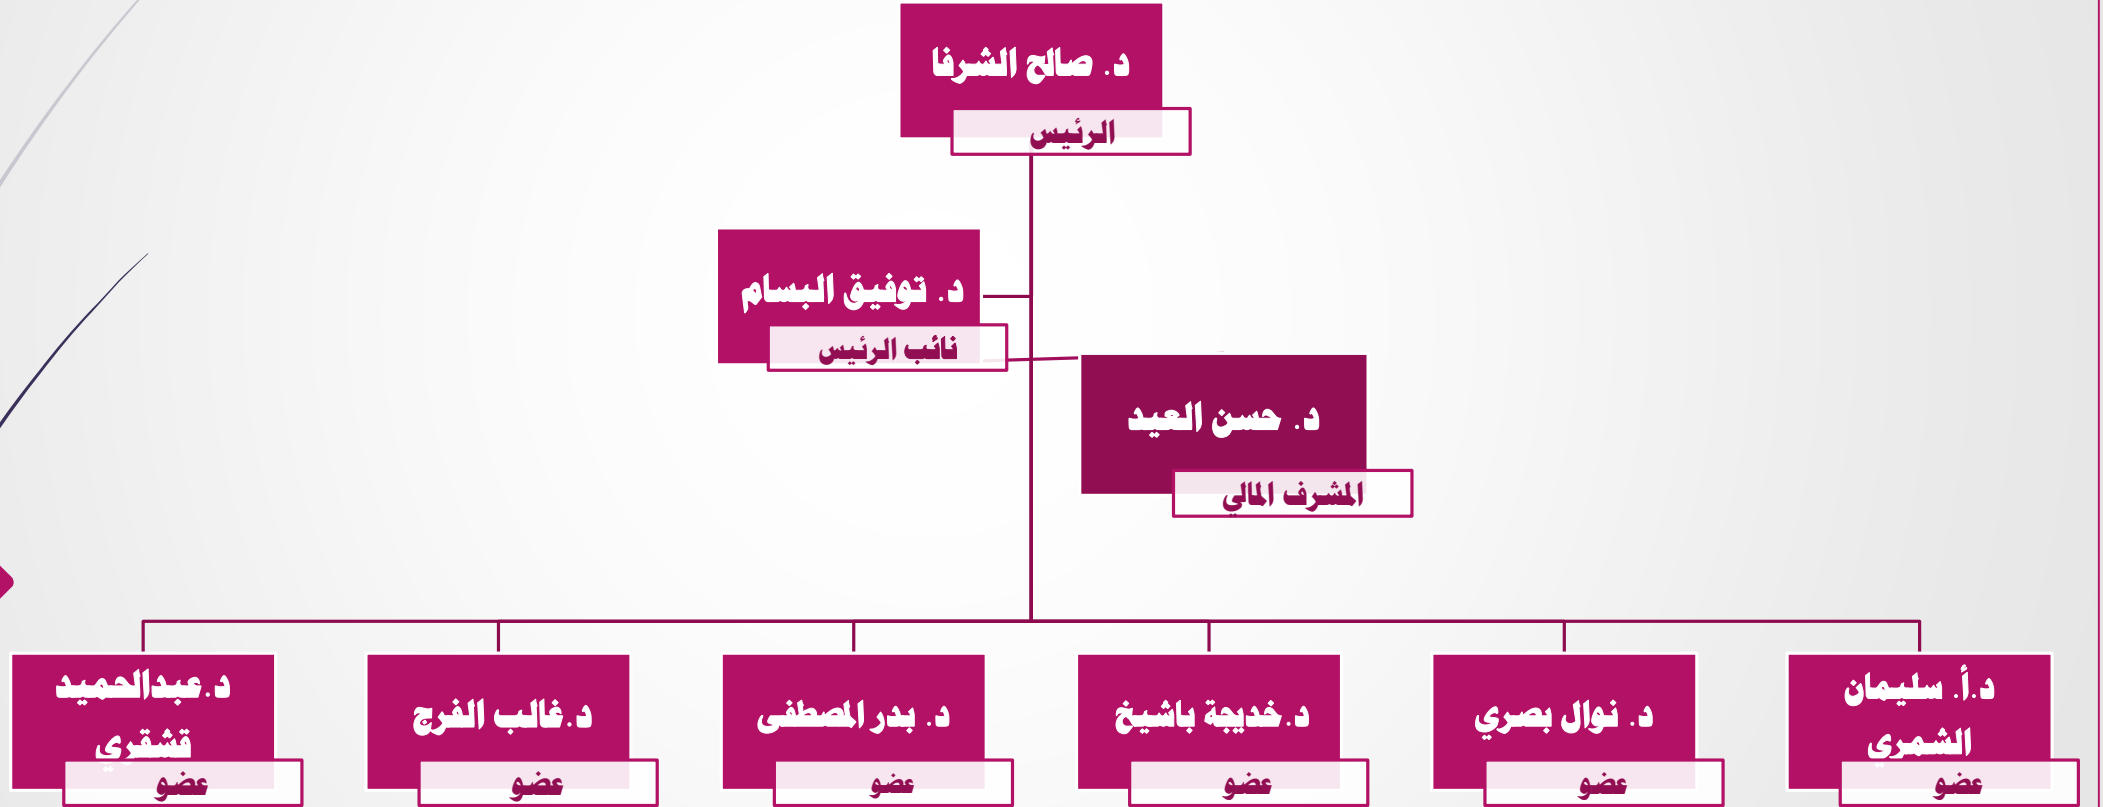 د. صالح الشرفا
الرئيس
د. توفيق البسام
نائب الرئيس
د. حسن العيد
المشرف المالي
د.أ. سليمان
الشمري
عضو
د. نوال بصري
عضو
د.خديجة باشيخ
عضو
د. بدر المصطفى
عضو
د.غالب الفرج
عضو
د.عبدالحميد
قشقري
عضو